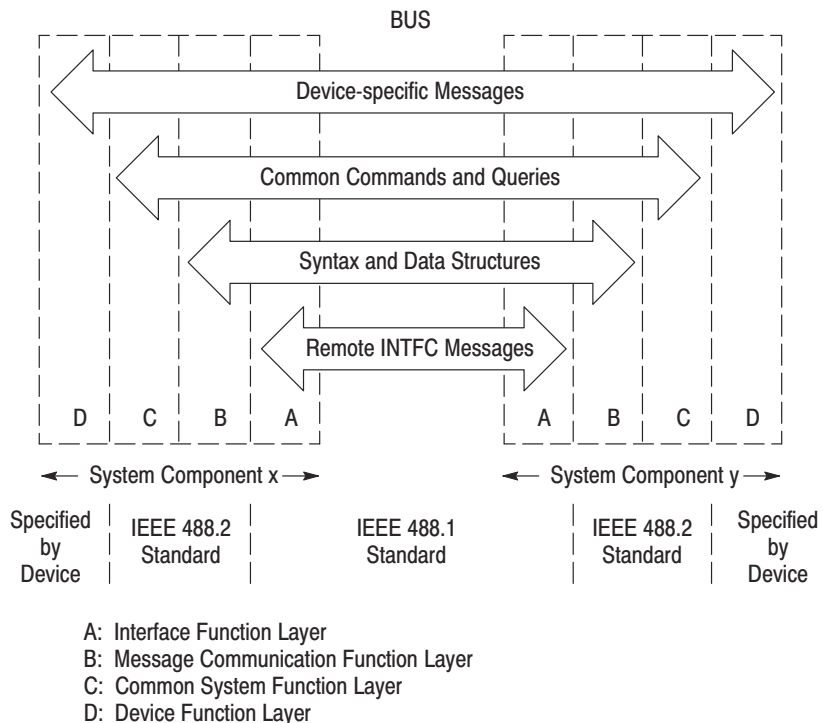 BUS
Device-specific Messages
Common Commands and Queries
Syntax and Data Structures
Remote INTFC Messages
D C B A A B C D
System Component x System Component y
Specified by Device
IEEE 488.2 Standard
IEEE 488.1 Standard
IEEE 488.2 Standard
Specified by Device
A: Interface Function Layer
B: Message Communication Function Layer
C: Common System Function Layer
D: Device Function Layer